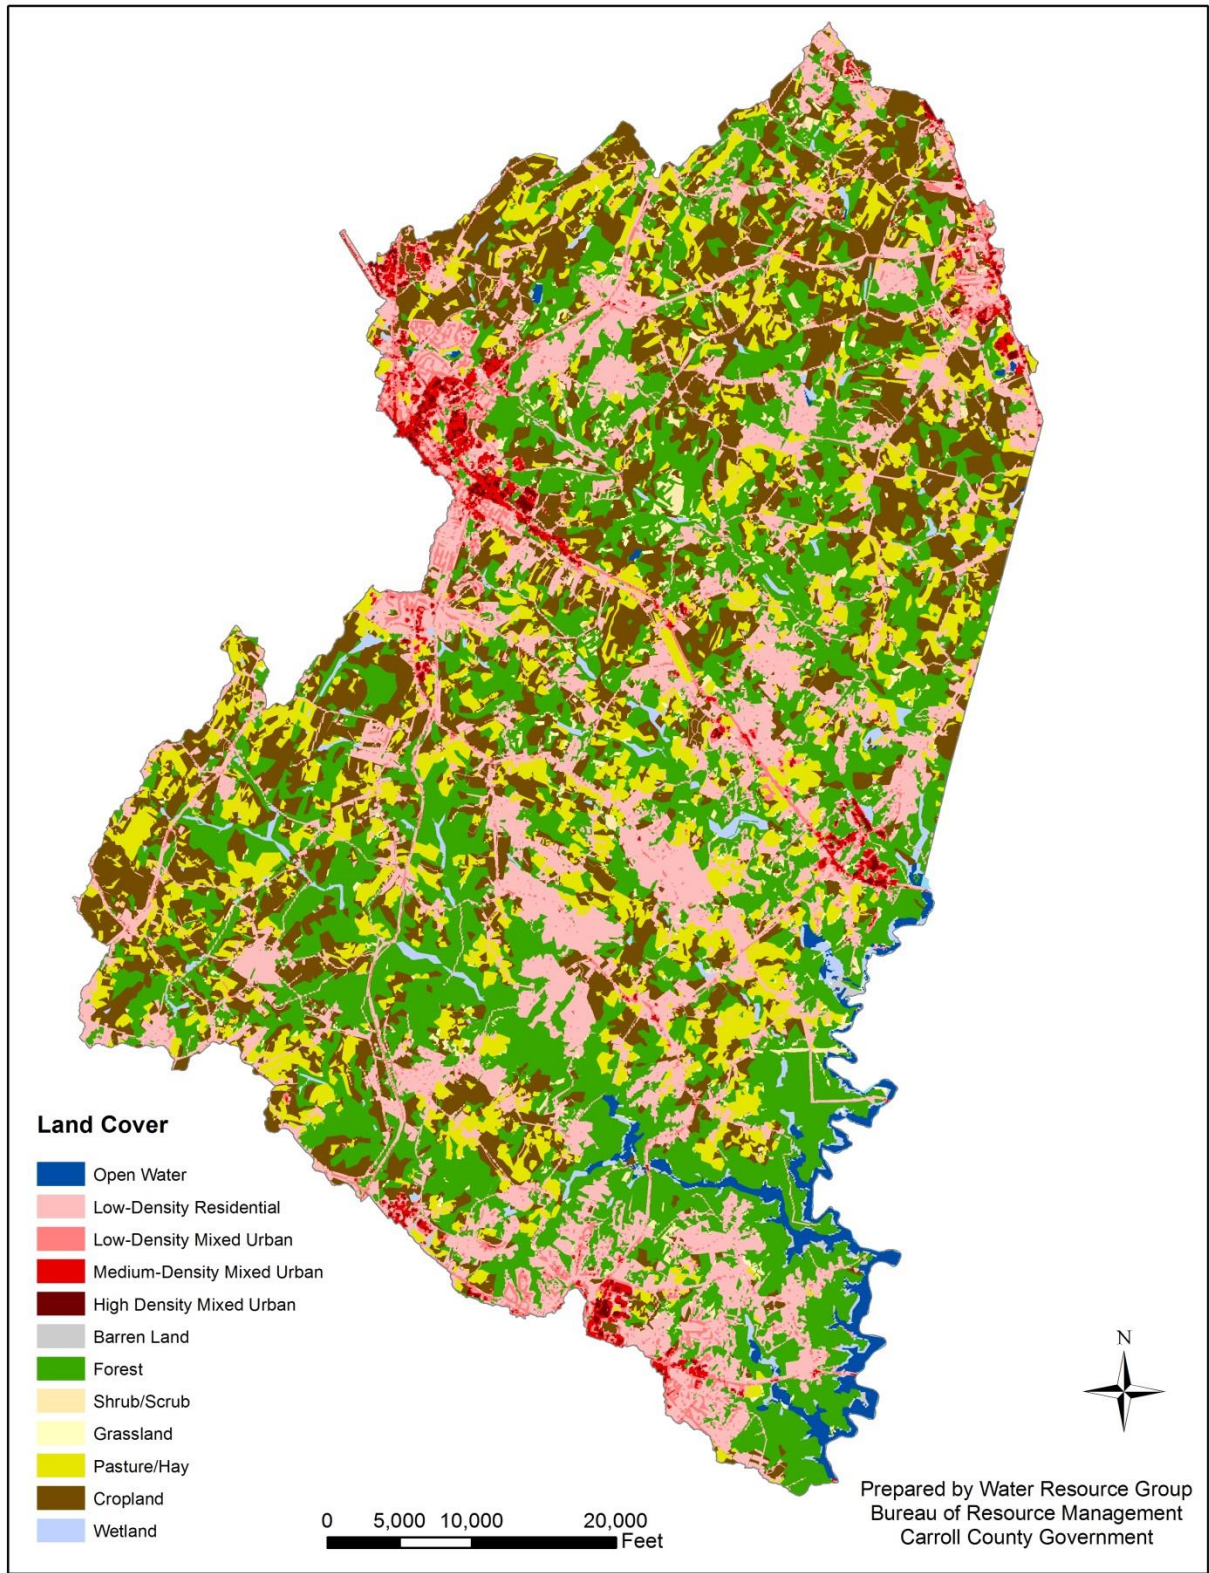 Land Cover
Open Water
Low-Density Residential
Low-Density Mixed Urban
Medium-Density Mixed Urban
High Density Mixed Urban
Barren Land
Forest
Shrub/Scrub
Grassland
Pasture/Hay
Cropland
Wetland
0 5,000 10,000 20,000
Feet
N
Prepared by Water Resource Group
Bureau of Resource Management
Carroll County Government